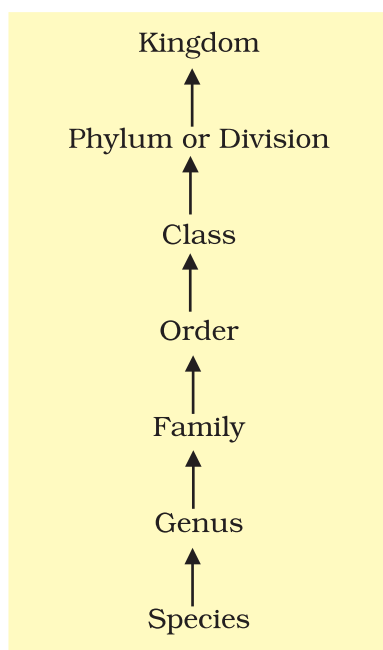 Kingdom
Phylum or Division
Class
Order
Family
Genus
Species